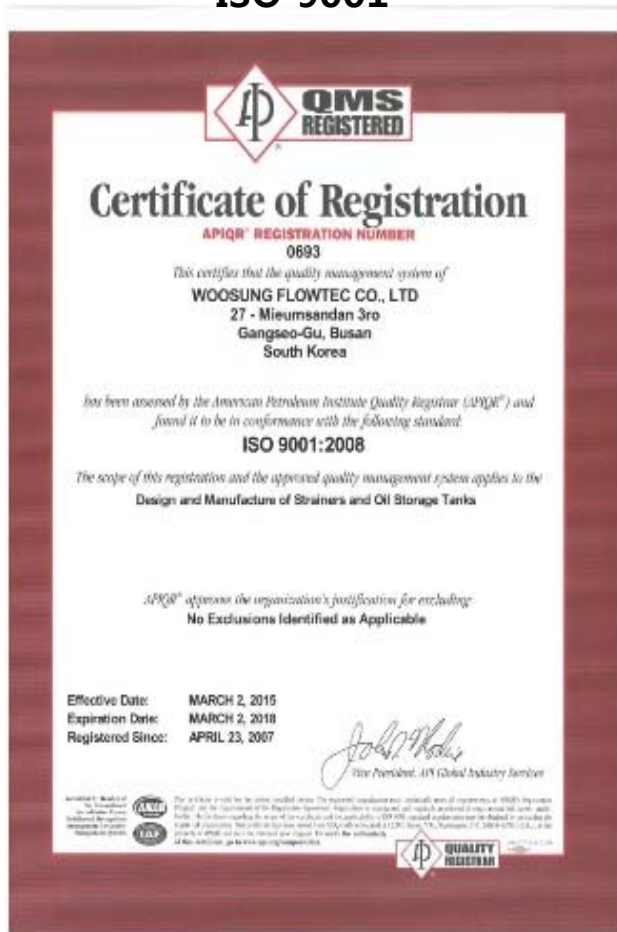 ISO 9001
QMS
REGISTERED
Certificate of Registration
APIQR® REGISTRATION NUMBER
0693
This certifies that the quality management system of
WOOSUNG FLOWTEC CO., LTD
27 - Mieumsandan 3ro
Gangseo-Gu, Busan
South Korea
has been assessed by the American Petroleum Institute Quality Registrar (APIQR®) and
found it to be in conformance with the following standard:
ISO 9001:2008
The scope of this registration and the approved quality management system applies to the
Design and Manufacture of Strainers and Oil Storage Tanks
APIQR® approves the organization's justification for excluding:
No Exclusions Identified as Applicable
Effective Date: MARCH 2, 2015
Expiration Date: MARCH 2, 2018
Registered Since: APRIL 23, 2007
Vice President, API Global Industry Services
ANAB
IAF
QUALITY
REGISTRAR